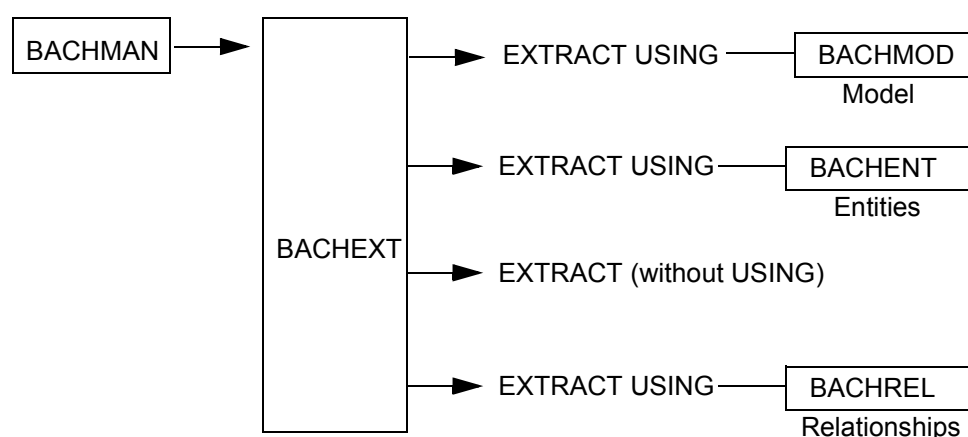 BACHMAN
EXTRACT USING
BACHMOD
Model
EXTRACT USING
BACHENT
Entities
BACHEXT
EXTRACT (without USING)
EXTRACT USING
BACHREL
Relationships